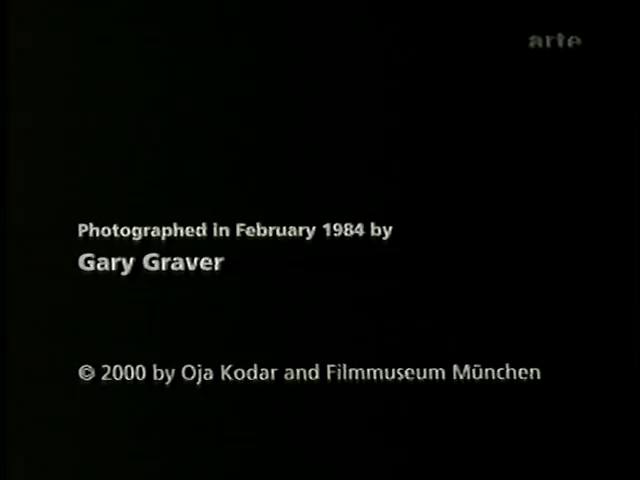 arte
Photographed in February 1984 by
Gary Graver
© 2000 by Oja Kodar and Filmmuseum München